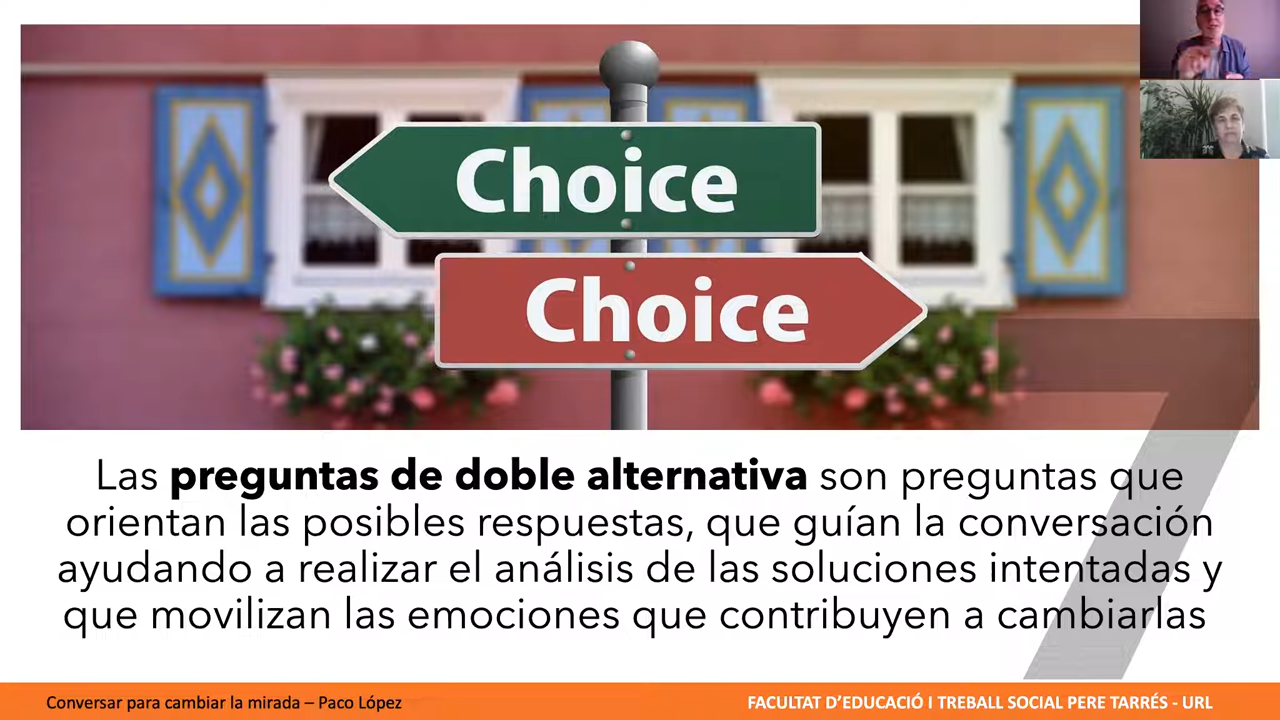 Choice
Choice
7
Las preguntas de doble alternativa son preguntas que
orientan las posibles respuestas, que guían la conversación
ayudando a realizar el análisis de las soluciones intentadas y
que movilizan las emociones que contribuyen a cambiarlas
Conversar para cambiar la mirada – Paco López
FACULTAT D’EDUCACIÓ I TREBALL SOCIAL PERE TARRÉS - URL